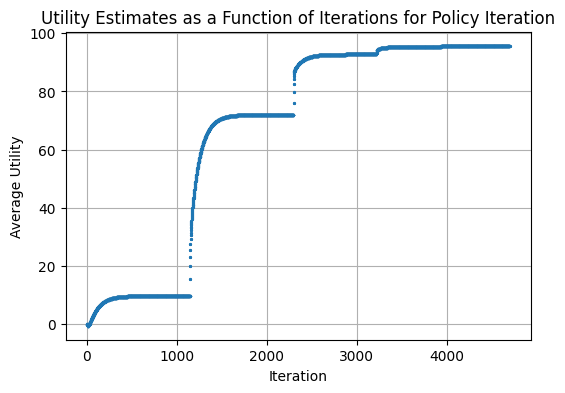 Utility Estimates as a Function of Iterations for Policy Iteration
100
80
60
40
20
0
Average Utility
0 1000 2000 3000 4000
Iteration